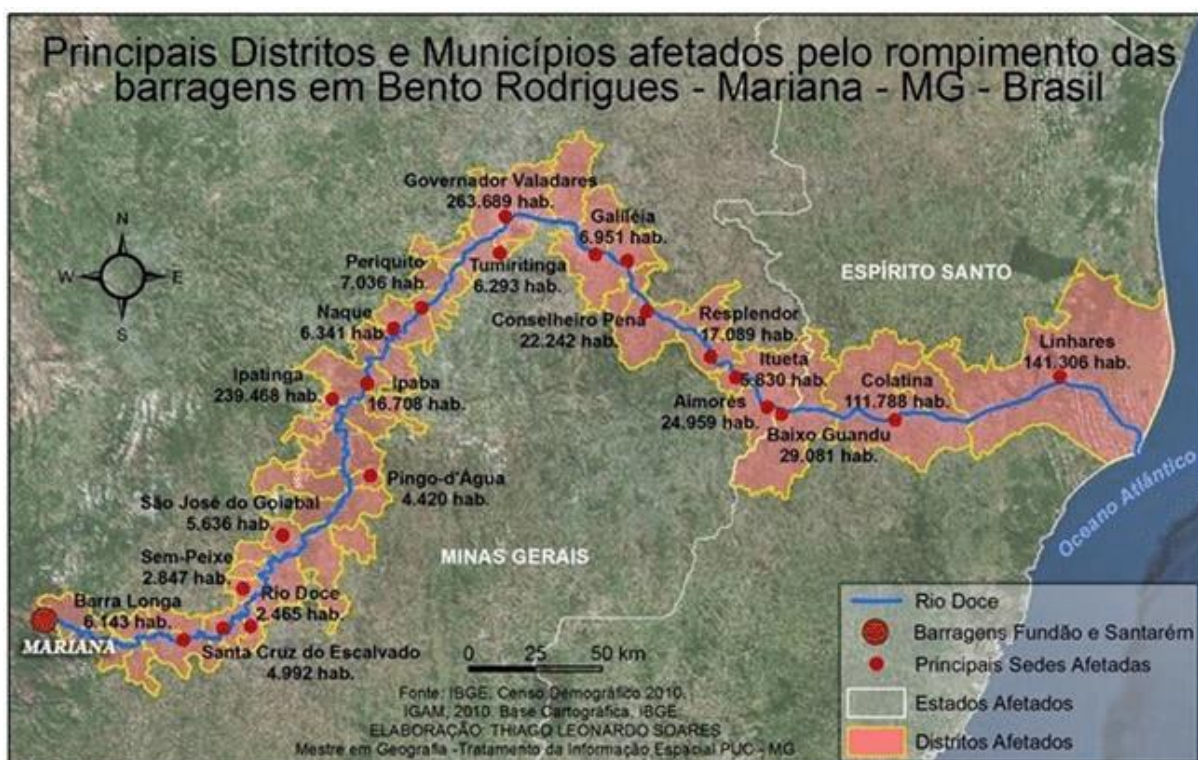 Principais Distritos e Municípios afetados pelo rompimento das
barragens em Bento Rodrigues - Mariana - MG - Brasil
N
W
E
S
Governador Valadares
263.689 hab.
Galiléia
6.951 hab.
Periquito
7.036 hab.
Tumiritinga
6.293 hab.
ESPÍRITO SANTO
Naque
6.341 hab.
Conselheiro Pena
22.242 hab.
Resplendor
17.089 hab.
Itueta
5.830 hab.
Linhares
141.306 hab.
Ipatinga
239.468 hab.
Ipaba
16.708 hab.
Aimorés
24.959 hab.
Colatina
111.788 hab.
Baixo Guandu
29.081 hab.
Pingo-d'Água
4.420 hab.
São José do Goiabal
5.636 hab.
Oceano Atlântico
MINAS GERAIS
Sem-Peixe
2.847 hab.
Rio Doce
2.465 hab.
Barra Longa
6.143 hab.
MARIANA
Santa Cruz do Escalvado
4.992 hab.
0 25 50 km
Fonte: IBGE, Censo Demográfico 2010.
IGAM, 2010. Base Cartográfica, IBGE.
ELABORAÇÃO: THIAGO LEONARDO SOARES
Mestre em Geografia -Tratamento da Informação Espacial PUC - MG
Rio Doce
Barragens Fundão e Santarém
Principais Sedes Afetadas
Estados Afetados
Distritos Afetados